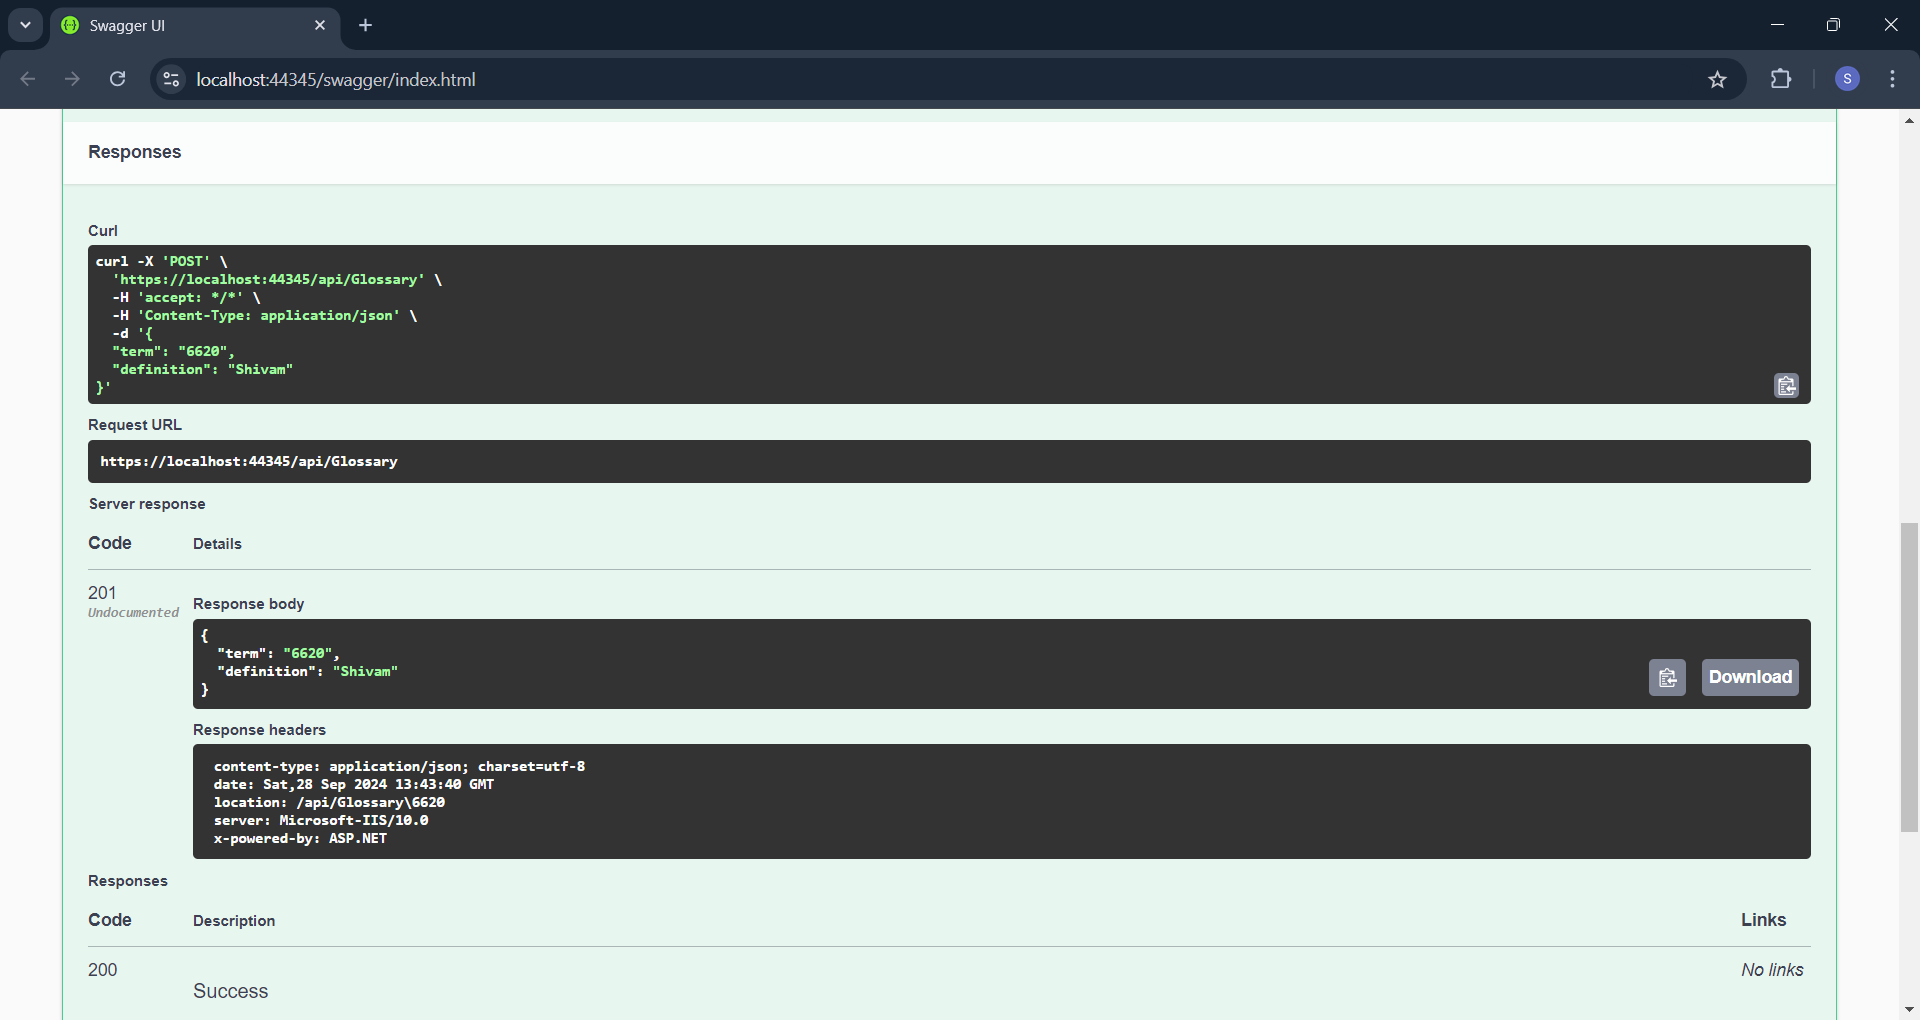 Swagger UI
localhost:44345/swagger/index.html
S
Responses
Curl
curl -X 'POST' \
'https://localhost:44345/api/Glossary' \
-H 'accept: */*' \
-H 'Content-Type: application/json' \
-d '{
"term": "6620",
"definition": "Shivam"
}'
Request URL
https://localhost:44345/api/Glossary
Server response
Code Details
201
Undocumented
Response body
{
"term": "6620",
"definition": "Shivam"
}
Download
Response headers
content-type: application/json; charset=utf-8
date: Sat,28 Sep 2024 13:43:40 GMT
location: /api/Glossary\6620
server: Microsoft-IIS/10.0
x-powered-by: ASP.NET
Responses
Code Description Links
200 No links
Success